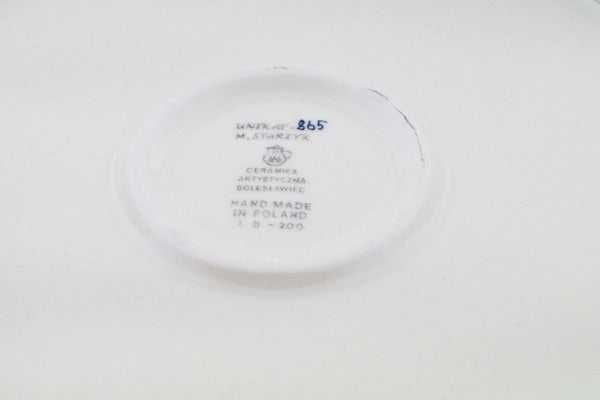 UNIKAT-865
M. STARZYK
CERAMIKA
ARTYSTYCZNA
BOLESŁAWIEC
HAND MADE
IN POLAND
I. D - 200